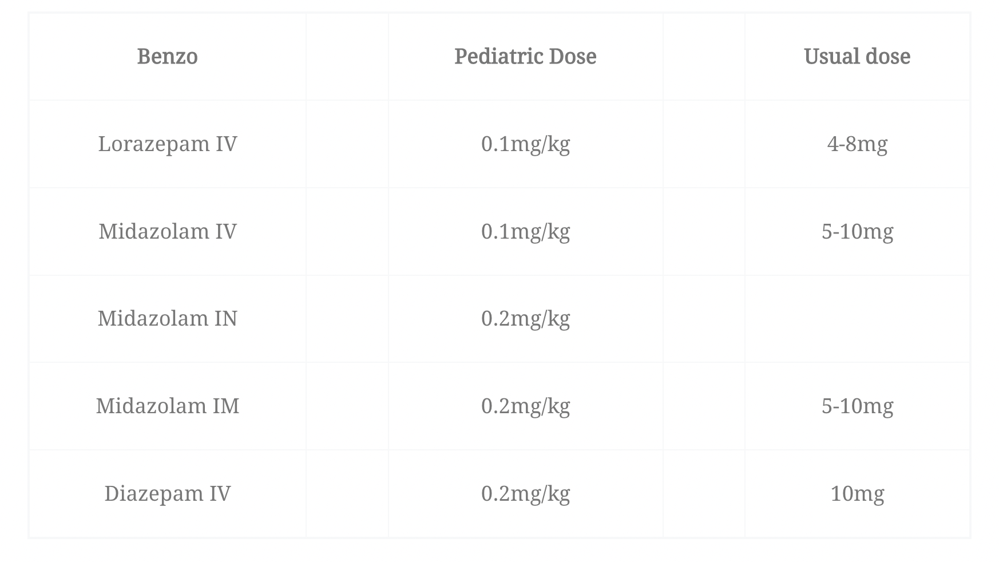 Benzo Pediatric Dose Usual dose
Lorazepam IV 0.1mg/kg 4-8mg
Midazolam IV 0.1mg/kg 5-10mg
Midazolam IN 0.2mg/kg
Midazolam IM 0.2mg/kg 5-10mg
Diazepam IV 0.2mg/kg 10mg